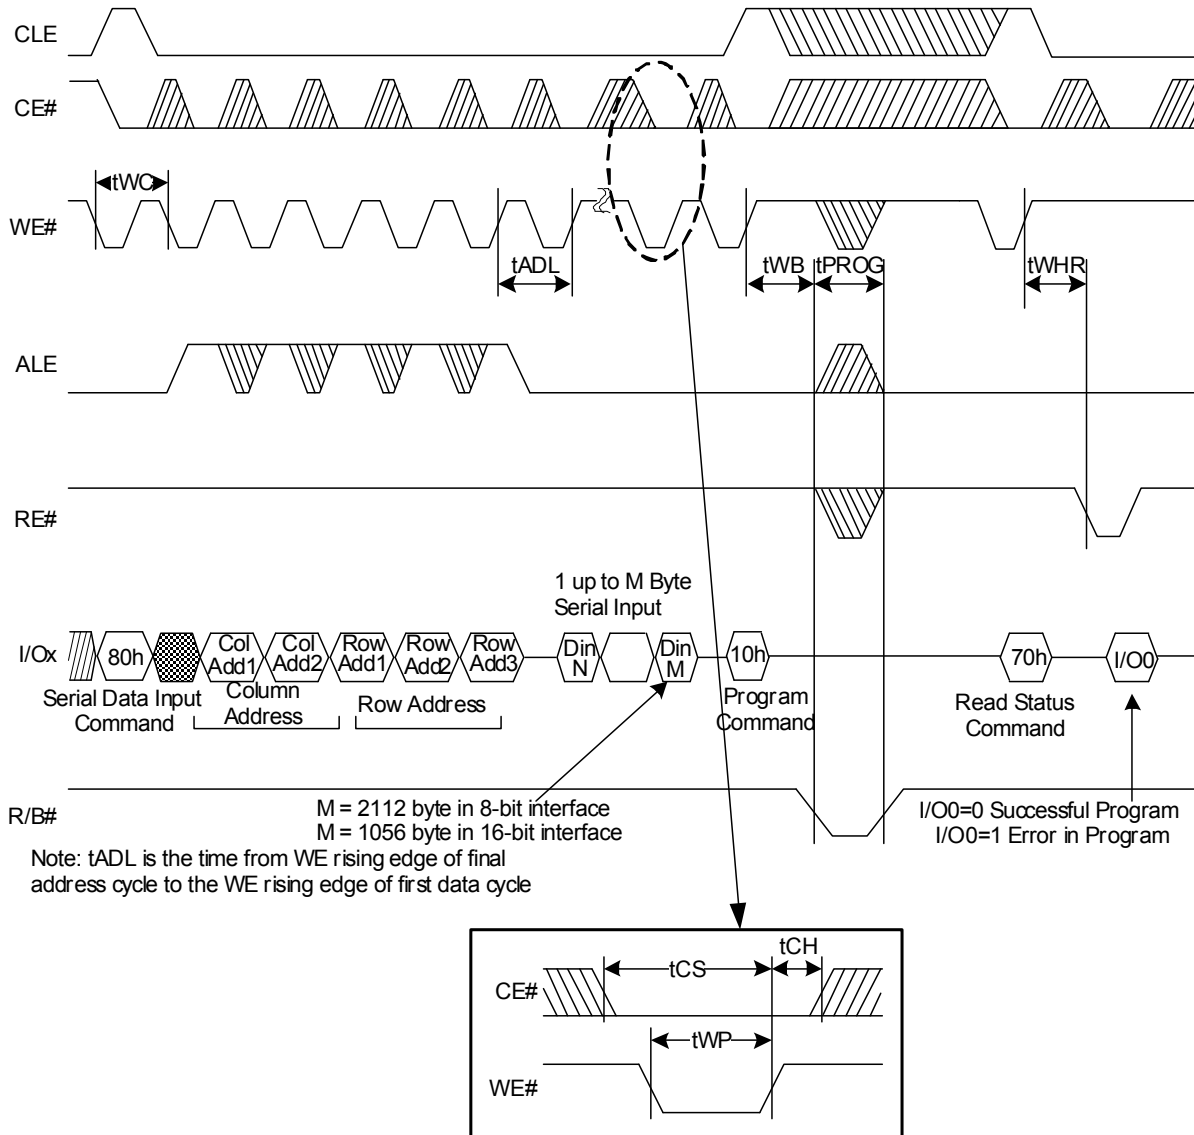 CLE
CE#
tWC
WE#
tADL
tWB
tPROG
tWHR
ALE
RE#
1 up to M Byte
Serial Input
I/Ox
80h
Col
Add1
Col
Add2
Row
Add1
Row
Add2
Row
Add3
Din
N
Din
M
10h
70h
I/O0
Serial Data Input
Command
Column
Address
Row Address
Program
Command
Read Status
Command
R/B#
M = 2112 byte in 8-bit interface
M = 1056 byte in 16-bit interface
I/O0=0 Successful Program
I/O0=1 Error in Program
Note: tADL is the time from WE rising edge of final
address cycle to the WE rising edge of first data cycle
tCH
tCS
CE#
tWP
WE#